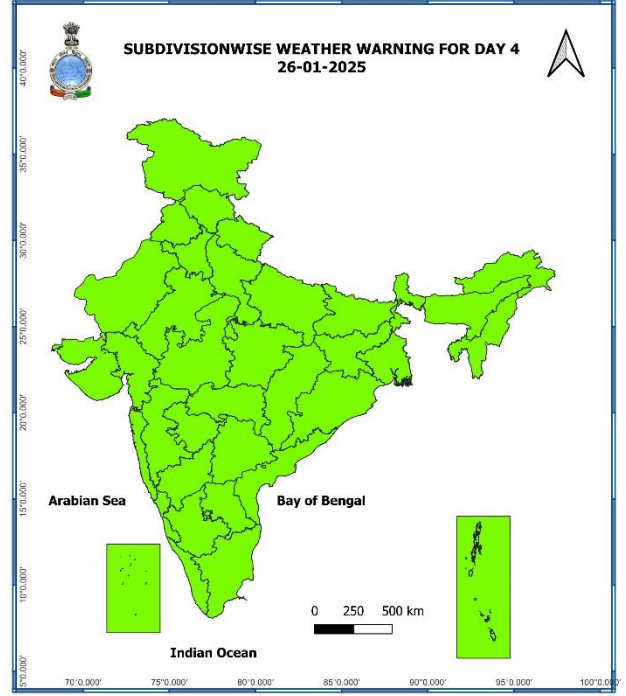 SUBDIVISIONWISE WEATHER WARNING FOR DAY 4
26-01-2025
40°0.000'
35°0.000'
30°0.000'
25°0.000'
20°0.000'
15°0.000'
10°0.000'
5°0.000'
Arabian Sea
Bay of Bengal
0 250 500 km
Indian Ocean
70°0.000' 75°0.000' 80°0.000' 85°0.000' 90°0.000' 95°0.000' 100°0.000'